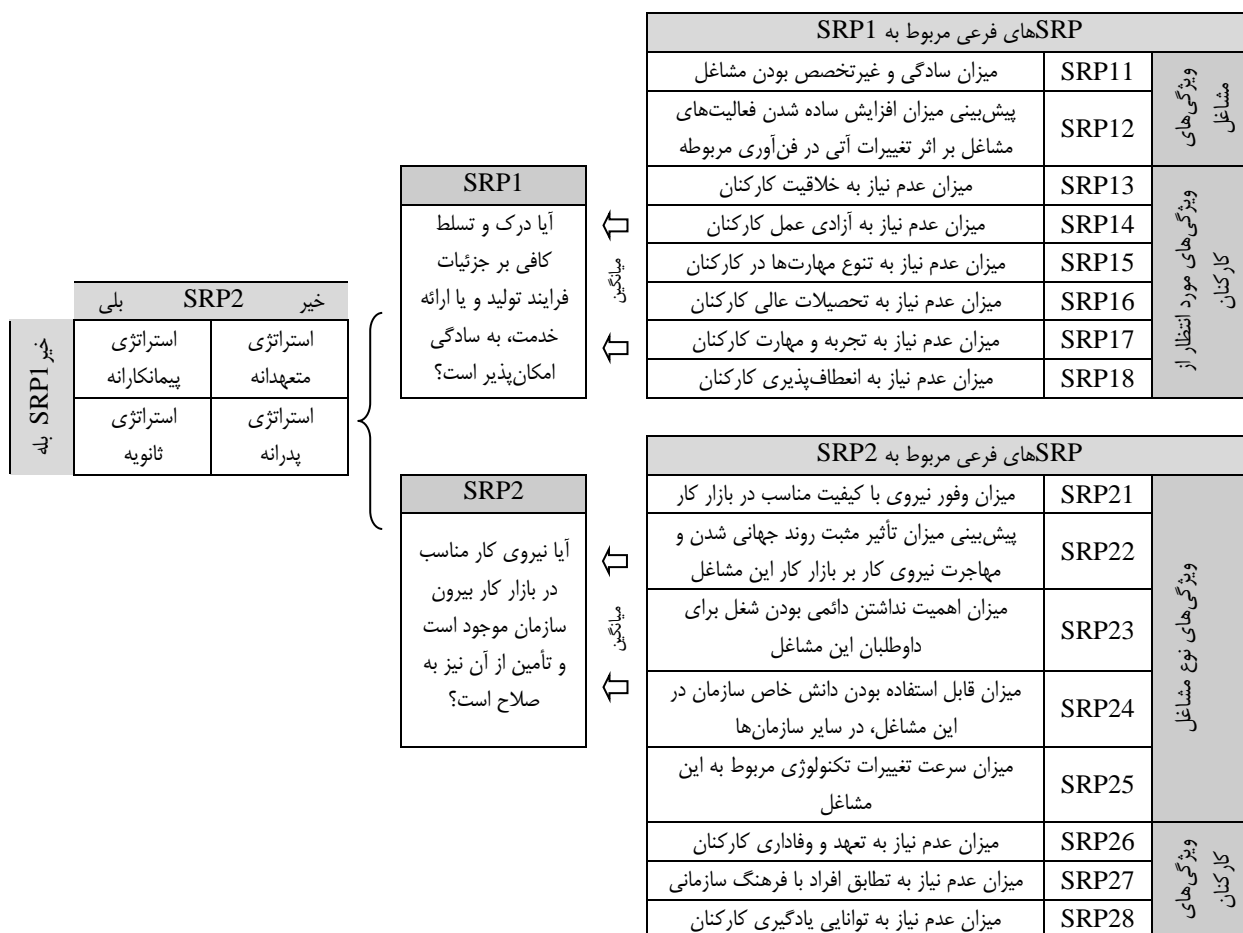 SRPهای فرعی مربوط به SRP1
ویژگی‌های
مشاغل
SRP11
میزان سادگی و غیرتخصص بودن مشاغل
SRP12
پیش‌بینی میزان افزایش ساده شدن فعالیت‌های
مشاغل بر اثر تغییرات آتی در فن‌آوری مربوطه
ویژگی‌های مورد انتظار از
کارکنان
SRP13
میزان عدم نیاز به خلاقیت کارکنان
SRP14
میزان عدم نیاز به آزادی عمل کارکنان
SRP15
میزان عدم نیاز به تنوع مهارت‌ها در کارکنان
SRP16
میزان عدم نیاز به تحصیلات عالی کارکنان
SRP17
میزان عدم نیاز به تجربه و مهارت کارکنان
SRP18
میزان عدم نیاز به انعطاف‌پذیری کارکنان
میانگین
SRP1
آیا درک و تسلط
کافی بر جزئیات
فرایند تولید و یا ارائه
خدمت، به سادگی
امکان‌پذیر است؟
SRPهای فرعی مربوط به SRP2
ویژگی‌های نوع مشاغل
SRP21
میزان وفور نیروی با کیفیت مناسب در بازار کار
SRP22
پیش‌بینی میزان تأثیر مثبت روند جهانی شدن و
مهاجرت نیروی کار بر بازار کار این مشاغل
SRP23
میزان اهمیت نداشتن دائمی بودن شغل برای
داوطلبان این مشاغل
SRP24
میزان قابل استفاده بودن دانش خاص سازمان در
این مشاغل، در سایر سازمان‌ها
SRP25
میزان سرعت تغییرات تکنولوژی مربوط به این
مشاغل
ویژگی‌های
کارکنان
SRP26
میزان عدم نیاز به تعهد و وفاداری کارکنان
SRP27
میزان عدم نیاز به تطابق افراد با فرهنگ سازمانی
SRP28
میزان عدم نیاز به توانایی یادگیری کارکنان
میانگین
SRP2
آیا نیروی کار مناسب
در بازار کار بیرون
سازمان موجود است
و تأمین از آن نیز به
صلاح است؟
خیر SRP2 بلی
استراتژی
متعهدانه
استراتژی
پیمانکارانه
استراتژی
پدرانه
استراتژی
ثانویه
خیر SRP1 بله